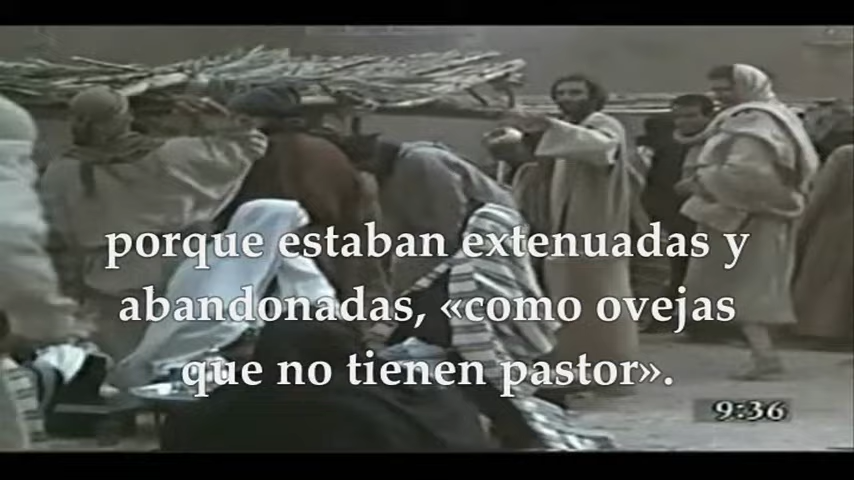 porque estaban extenuadas y
abandonadas, «como ovejas
que no tienen pastor».
9:36